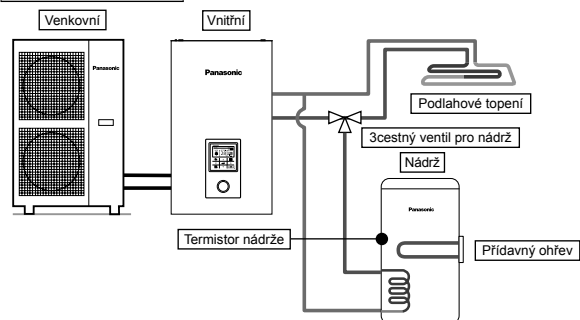 Venkovní
Vnitřní
Panasonic
Panasonic
Podlahové topení
3cestný ventil pro nádrž
Nádrž
Panasonic
Termistor nádrže
Přídavný ohřev